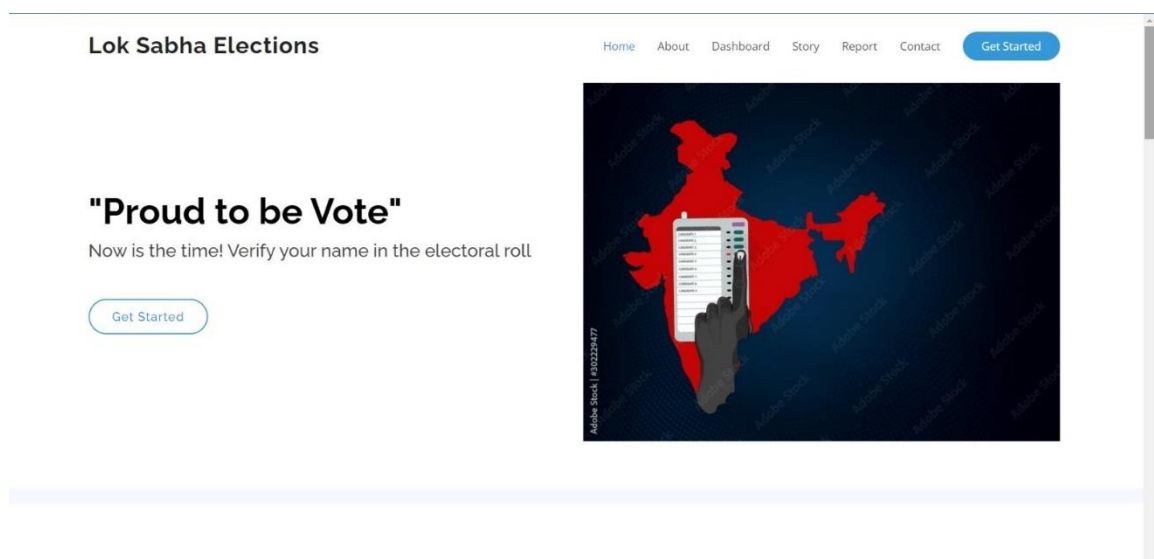 Lok Sabha Elections
Home About Dashboard Story Report Contact Get Started
"Proud to be Vote"
Now is the time! Verify your name in the electoral roll
Get Started
Adobe Stock | #302229477